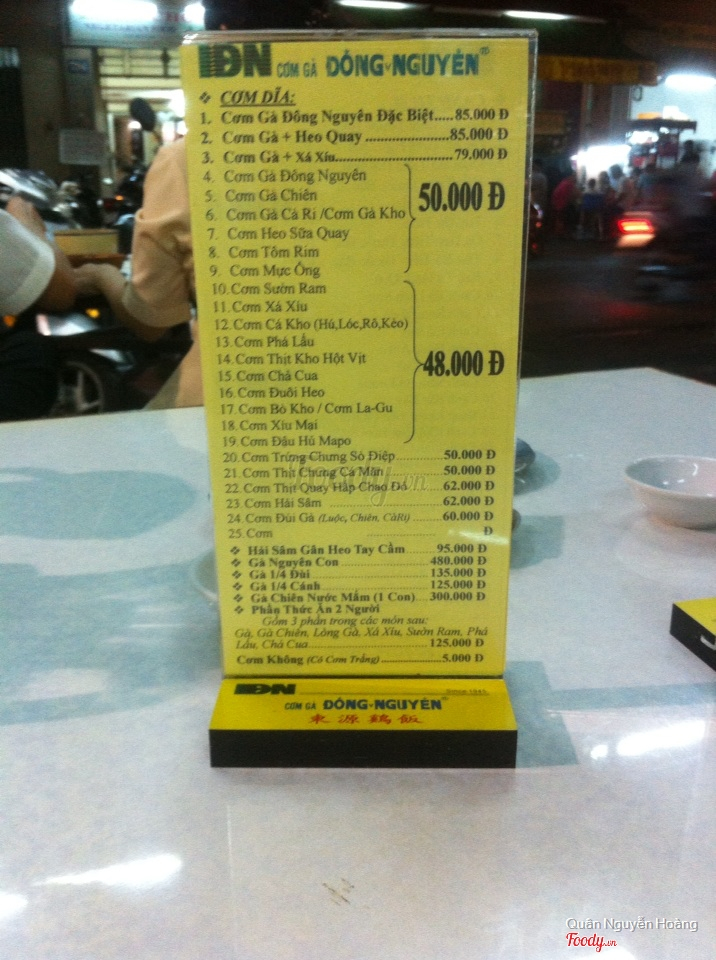 IĐN CƠM GÀ ĐÔNG-NGUYÊN®
❖ CƠM DĨA:
1. Cơm Gà Đông Nguyên Đặc Biệt.....85.000 Đ
2. Cơm Gà + Heo Quay ....................85.000 Đ
3. Cơm Gà + Xá Xíu..........................79.000 Đ
4. Cơm Gà Đông Nguyên
5. Cơm Gà Chiên
6. Cơm Gà Cà Ri /Cơm Gà Kho
7. Cơm Heo Sữa Quay
8. Cơm Tôm Rim
9. Cơm Mực Ống
50.000 Đ
10. Cơm Sườn Ram
11. Cơm Xá Xíu
12. Cơm Cá Kho (Hú,Lóc,Rô,Kèo)
13. Cơm Phá Lấu
14. Cơm Thịt Kho Hột Vịt
15. Cơm Chả Cua
16. Cơm Đuôi Heo
17. Cơm Bò Kho / Cơm La-Gu
18. Cơm Xíu Mại
19. Cơm Đậu Hủ Mapo
48.000 Đ
20. Cơm Trứng Chưng Sò Điệp..................50.000 Đ
21. Cơm Thịt Chưng Cá Mặn....................50.000 Đ
22. Cơm Thịt Quay Hấp Chao Đỏ..............62.000 Đ
23. Cơm Hải Sâm....................................62.000 Đ
24. Cơm Đùi Gà (Luộc, Chiên, CàRi)..........60.000 Đ
25. Cơm ................................................Đ
❖ Hải Sâm Gân Heo Tay Cầm..........95.000 Đ
❖ Gà Nguyên Con..........................480.000 Đ
❖ Gà 1/4 Đùi................................135.000 Đ
❖ Gà 1/4 Cánh.............................125.000 Đ
❖ Gà Chiên Nước Mắm (1 Con)....300.000 Đ
❖ Phần Thức Ăn 2 Người
Gồm 3 phần trong các món sau:
Gà, Gà Chiên, Lòng Gà, Xá Xíu, Sườn Ram, Phá
Lấu, Chả Cua..................................125.000 Đ
Cơm Không (Có Cơm Trắng)........................5.000 Đ
IĐN
CƠM GÀ ĐÔNG-NGUYÊN®
東源鷄飯
Quân Nguyễn Hoàng
Foody.vn